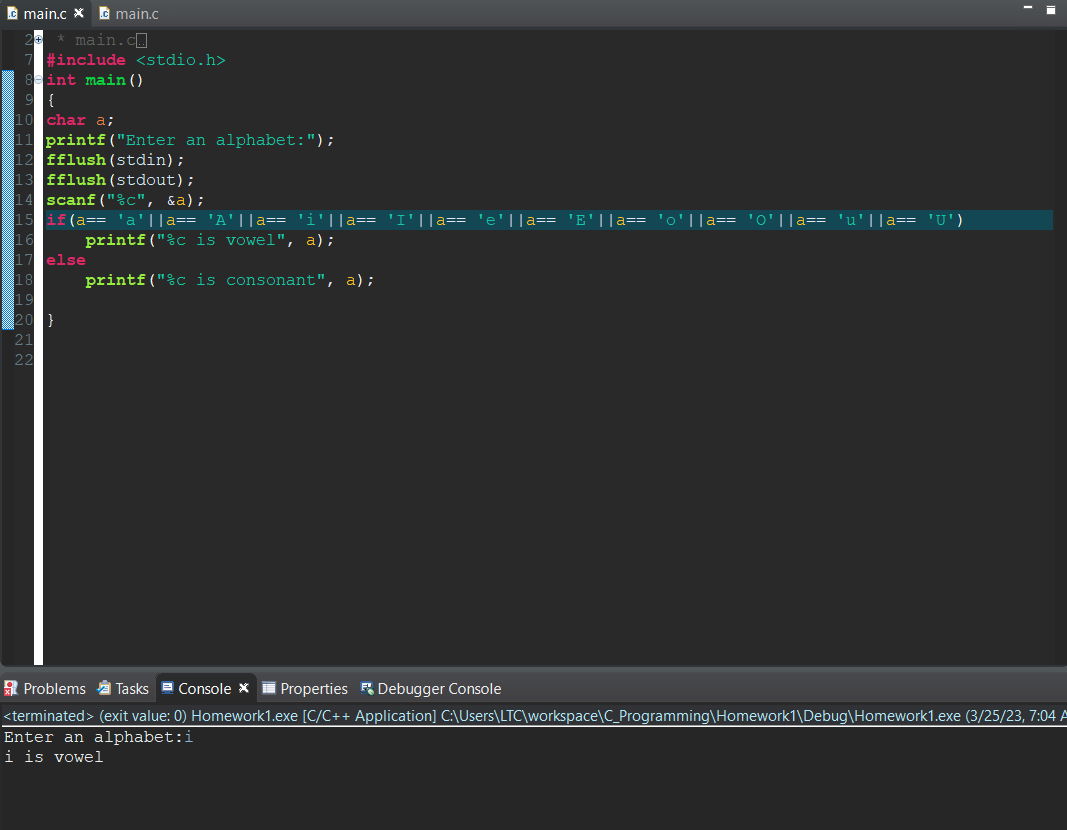 main.c main.c
2 * main.c
7 #include <stdio.h>
8 int main()
9 {
10 char a;
11 printf("Enter an alphabet:");
12 fflush(stdin);
13 fflush(stdout);
14 scanf("%c", &a);
15 if(a== 'a'||a== 'A'||a== 'i'||a== 'I'||a== 'e'||a== 'E'||a== 'o'||a== 'O'||a== 'u'||a== 'U')
16     printf("%c is vowel", a);
17 else
18     printf("%c is consonant", a);
19
20 }
21
22
Problems Tasks Console Properties Debugger Console
<terminated> (exit value: 0) Homework1.exe [C/C++ Application] C:\Users\LTC\workspace\C_Programming\Homework1\Debug\Homework1.exe (3/25/23, 7:04 A
Enter an alphabet:i
i is vowel